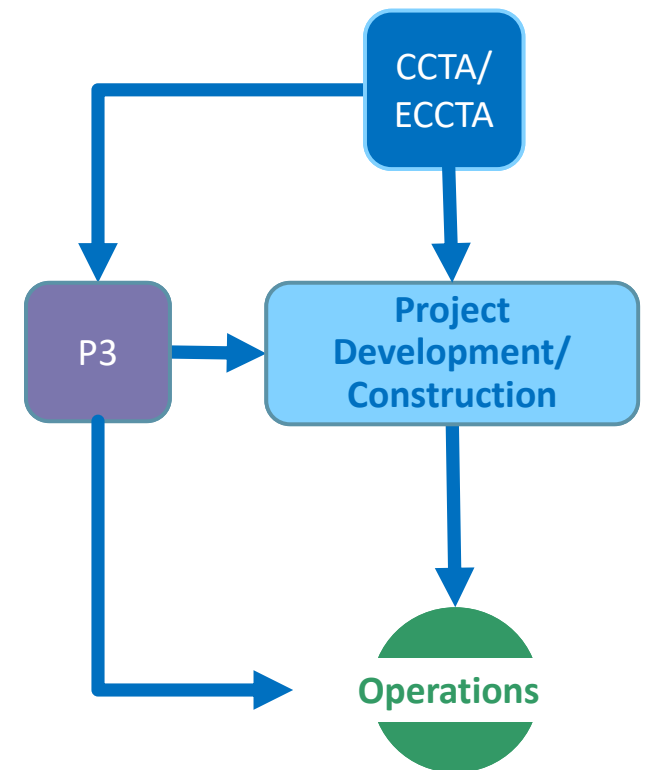 CCTA/
ECCTA
P3
Project
Development/
Construction
Operations